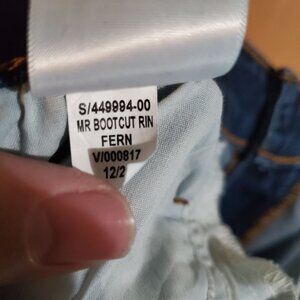 S/449994-00
MR BOOTCUT RIN
FERN
V/000817
12/2